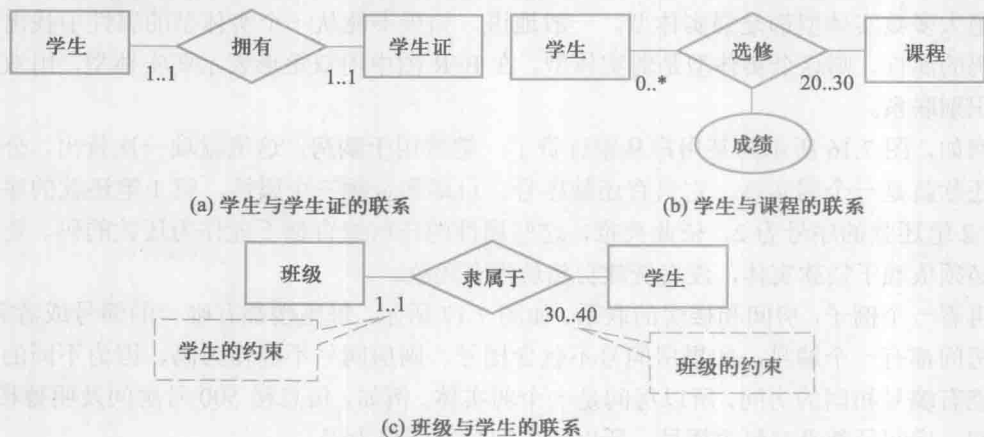 学生
拥有
学生证
1..1
1..1
(a) 学生与学生证的联系
学生
选修
课程
0..*
20..30
成绩
(b) 学生与课程的联系
班级
隶属于
学生
1..1
30..40
学生的约束
班级的约束
(c) 班级与学生的联系